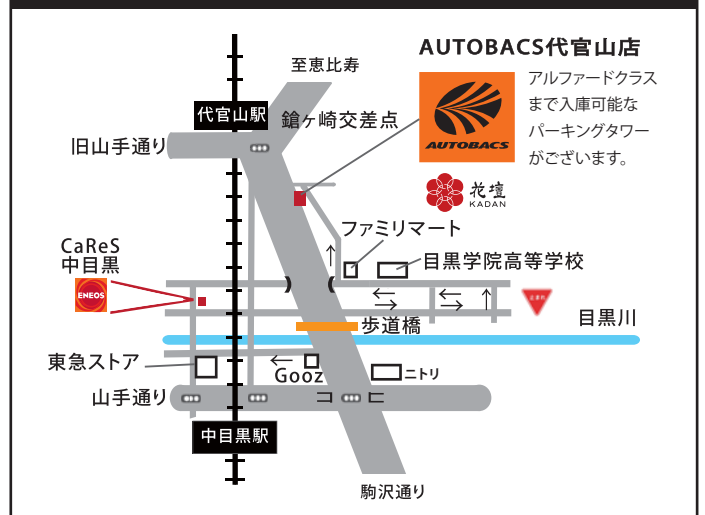 AUTOBACS代官山店
至恵比寿
アルファードクラス
まで入庫可能な
パーキングタワー
がございます。
代官山駅
鎗ヶ崎交差点
旧山手通り
AUTOBACS
花壇
KADAN
ファミリマート
CaReS
中目黒
目黒学院高等学校
ENEOS
目黒川
歩道橋
東急ストア
Gooz
ニトリ
山手通り
中目黒駅
駒沢通り